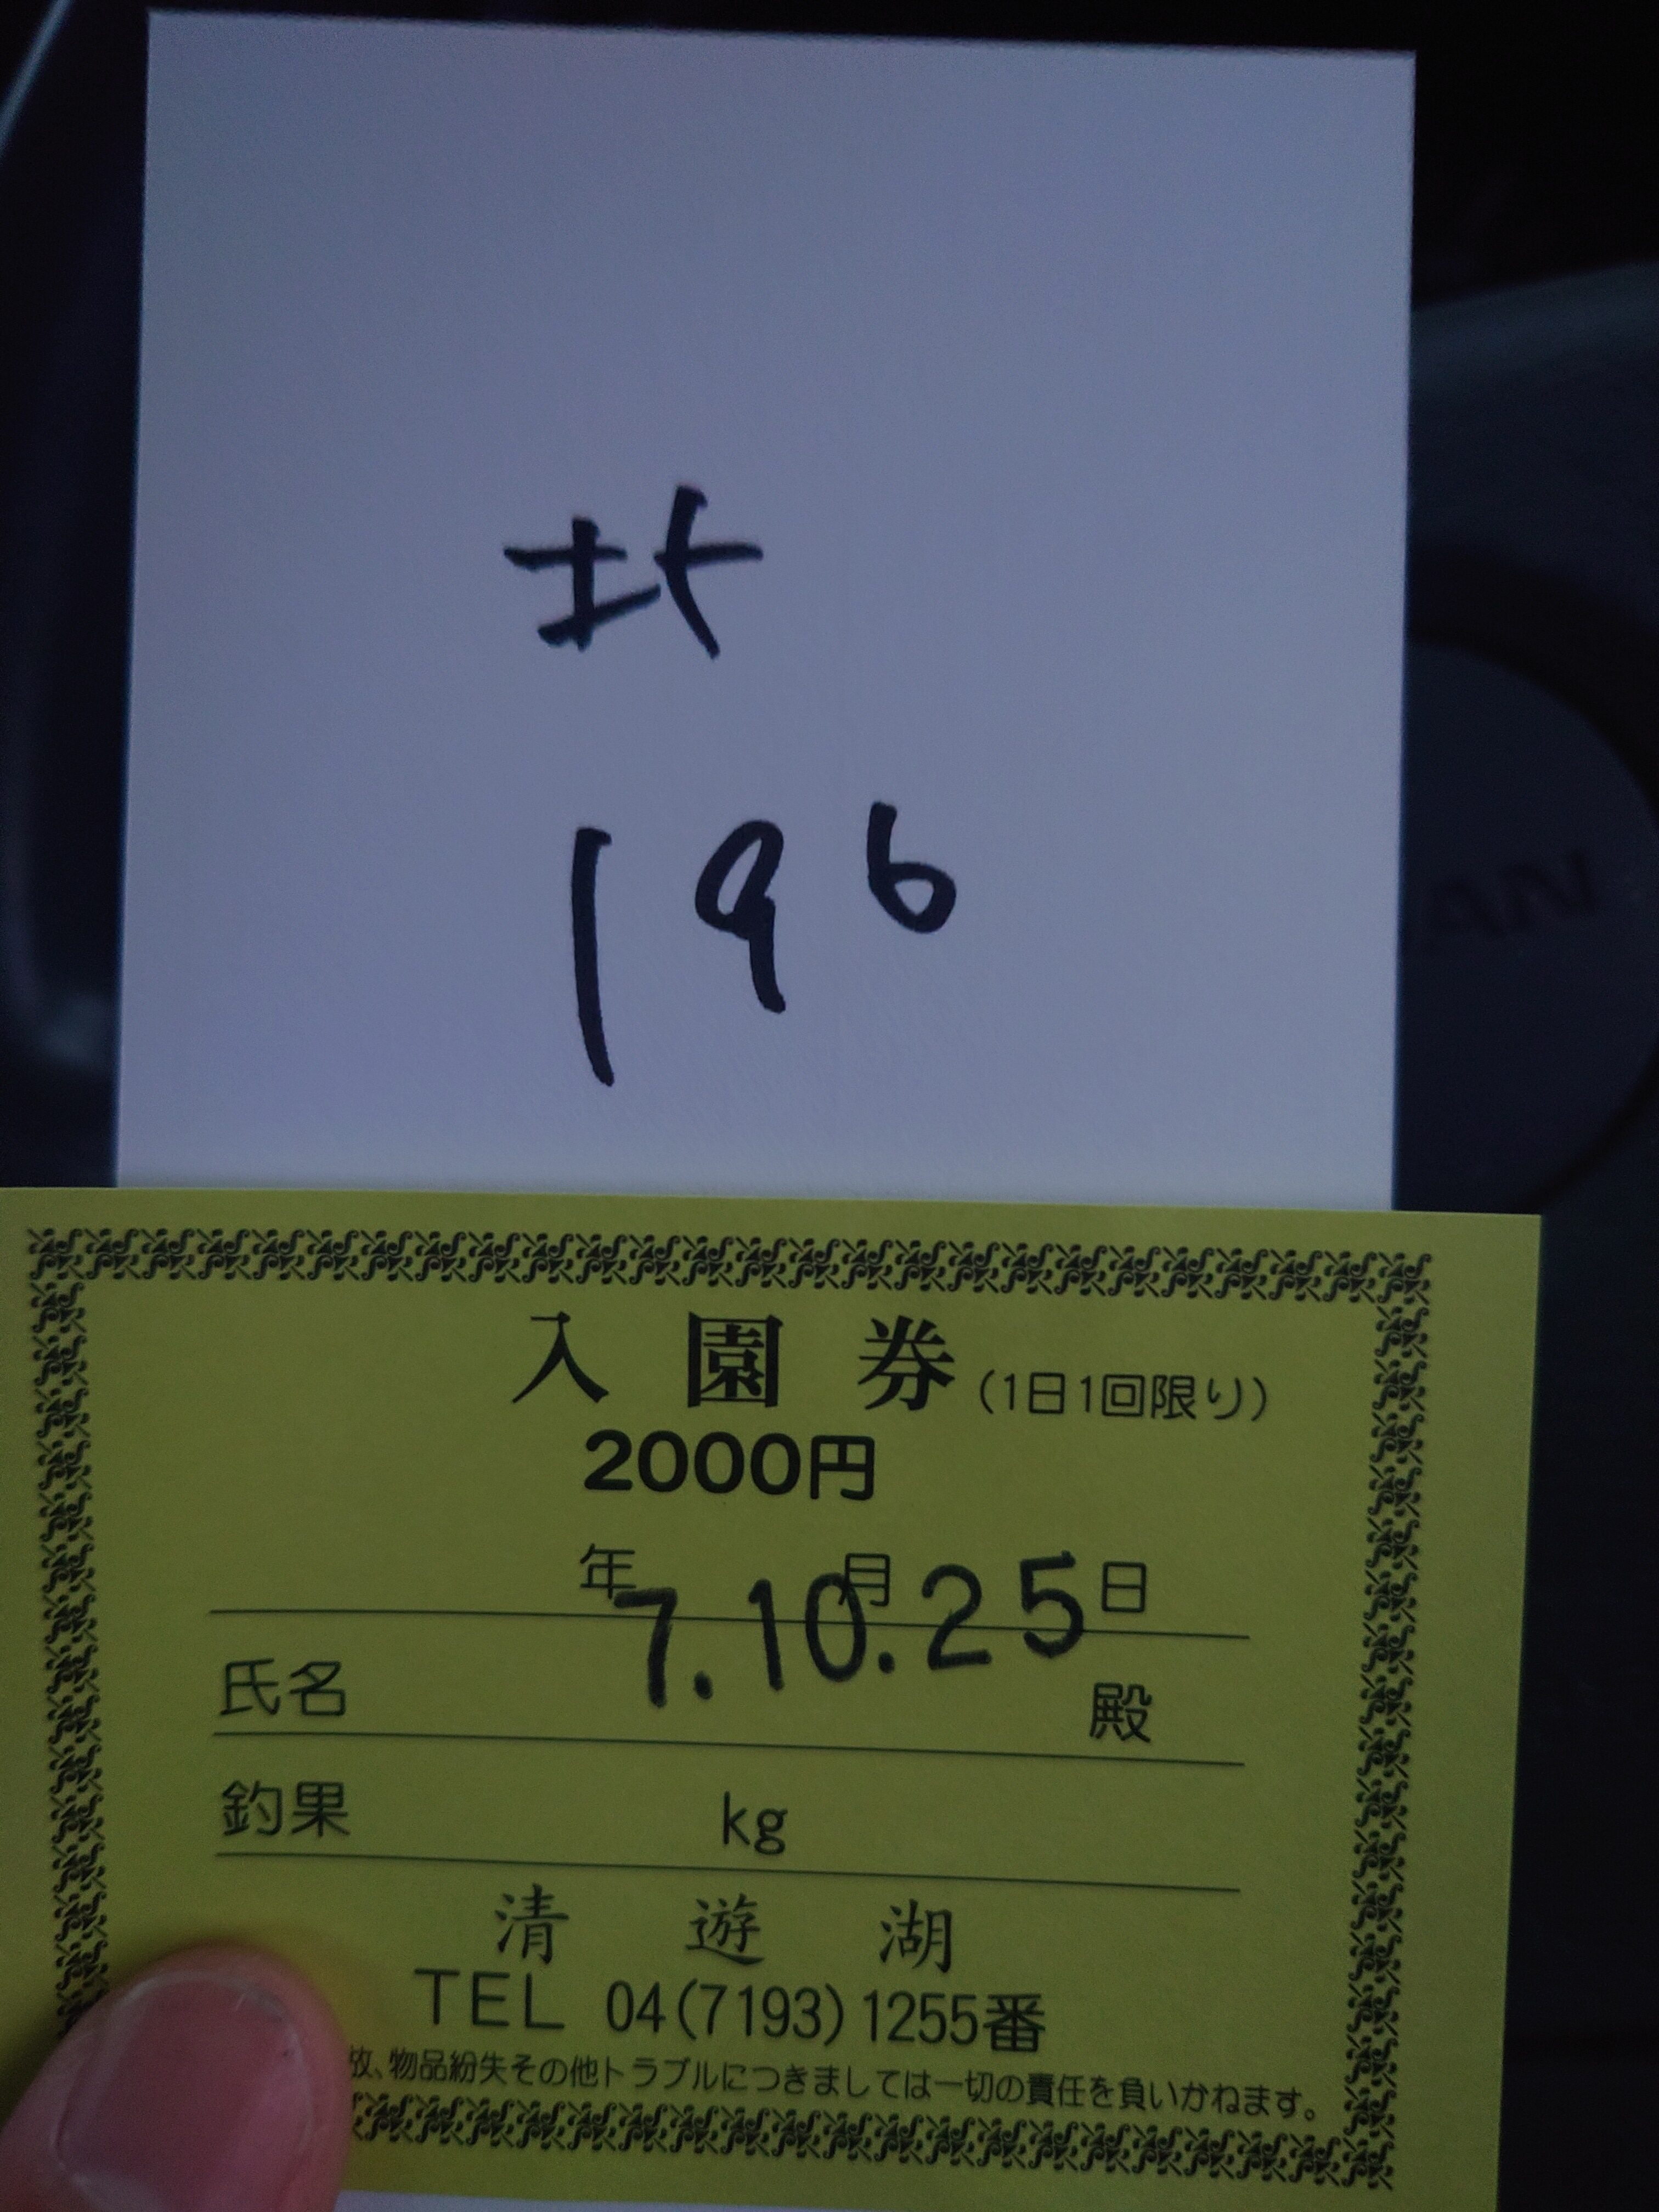 北
196
入園券(1日1回限り)
2000円
年 月 日
7.10.25
氏名 殿
釣果 kg
清遊湖
TEL 04(7193)1255番
故、物品紛失その他トラブルにつきましては一切の責任を負いかねます。